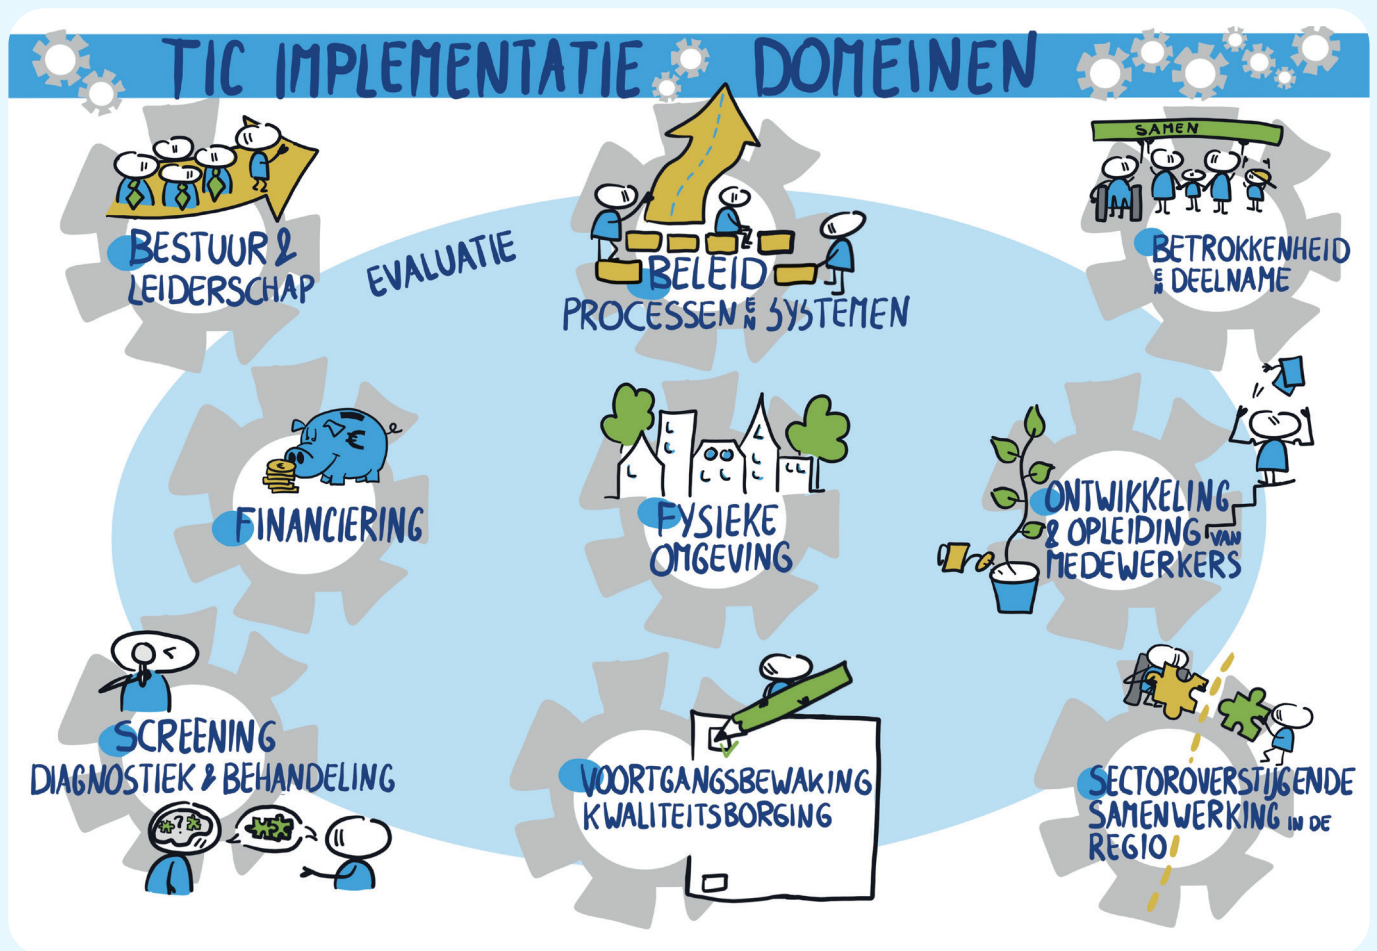 TIC IMPLEMENTATIE DOMEINEN
BESTUUR &
LEIDERSCHAP
EVALUATIE
BELEID
PROCESSEN EN SYSTEMEN
SAMEN
BETROKKENHEID
EN DEELNAME
€
FINANCIERING
FYSIEKE
OMGEVING
ONTWIKKELING
& OPLEIDING VAN
MEDEWERKERS
SCREENING
DIAGNOSTIEK & BEHANDELING
?
VOORTGANGSBEWAKING
KWALITEITSBORGING
SECTOROVERSTIJGENDE
SAMENWERKING IN DE
REGIO